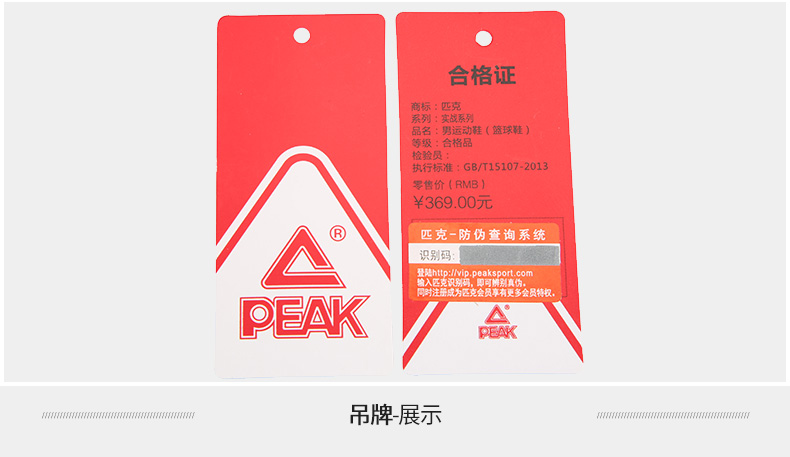 ®
PEAK
合格证
商标：匹克
系列：实战系列
品名：男运动鞋（篮球鞋）
等级：合格品
检验员：
执行标准：GB/T15107-2013
零售价（RMB）
¥369.00元
匹克-防伪查询系统
识别码：
登陆http://vip.peaksport.com
输入匹克识别码，即可辨别真伪。
同时注册成为匹克会员享有更多会员特权。
®
PEAK
吊牌-展示